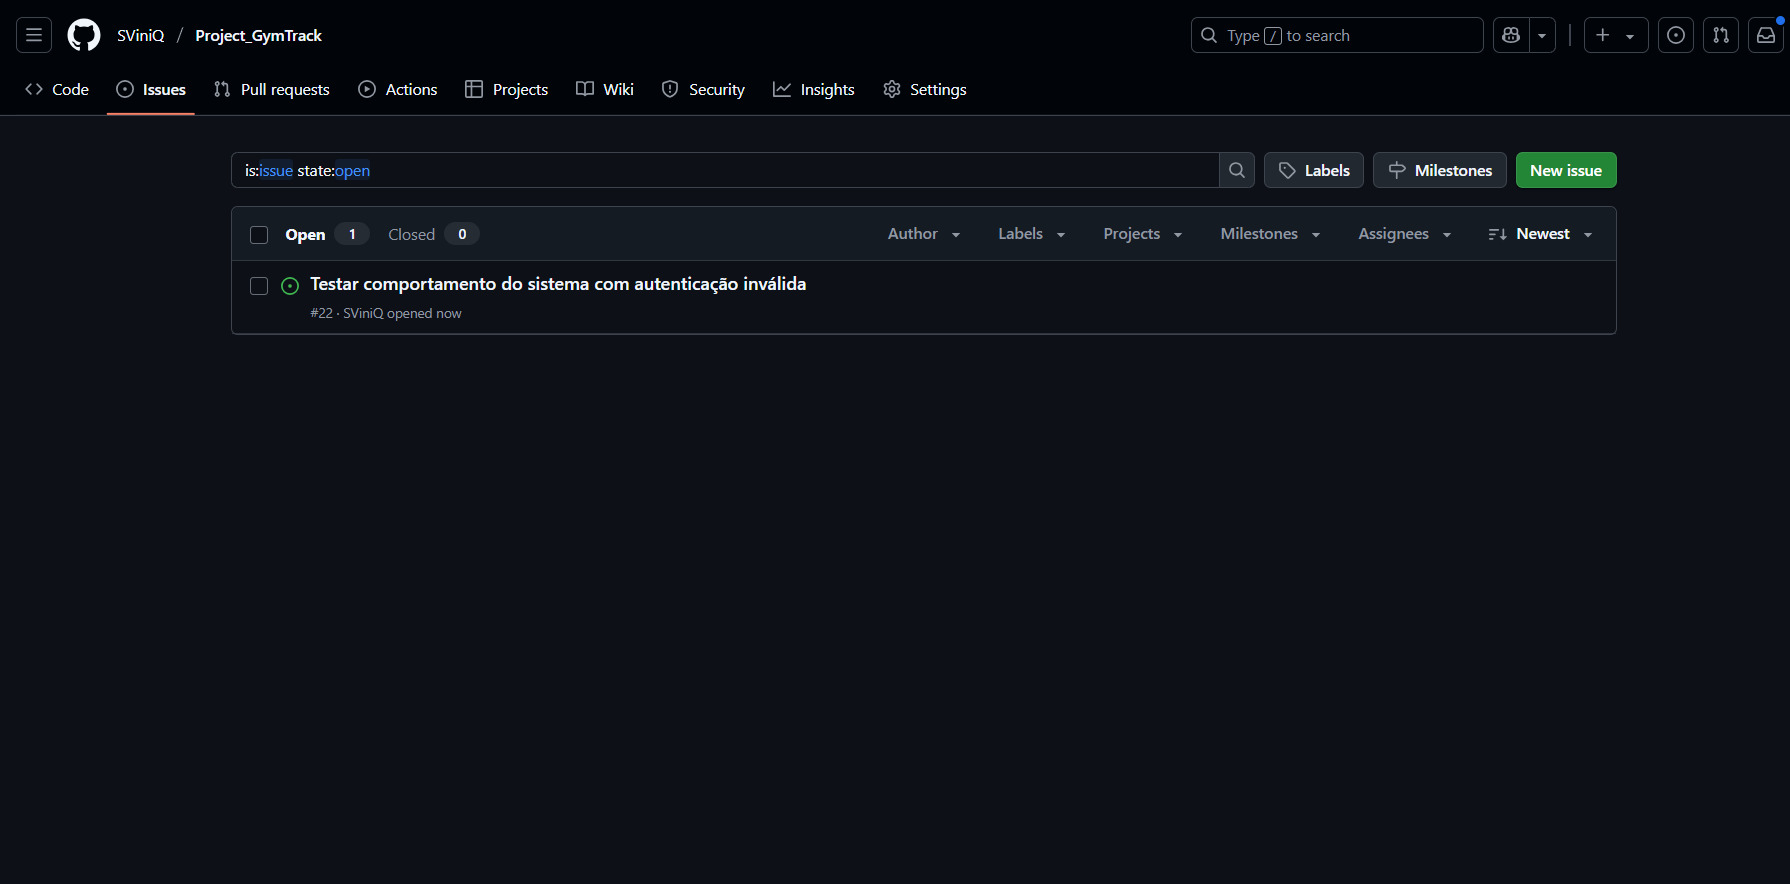 SViniQ / Project_GymTrack
Type / to search
Code Issues Pull requests Actions Projects Wiki Security Insights Settings
is:issue state:open
Labels Milestones New issue
Open 1 Closed 0 Author Labels Projects Milestones Assignees Newest
Testar comportamento do sistema com autenticação inválida
#22 · SViniQ opened now